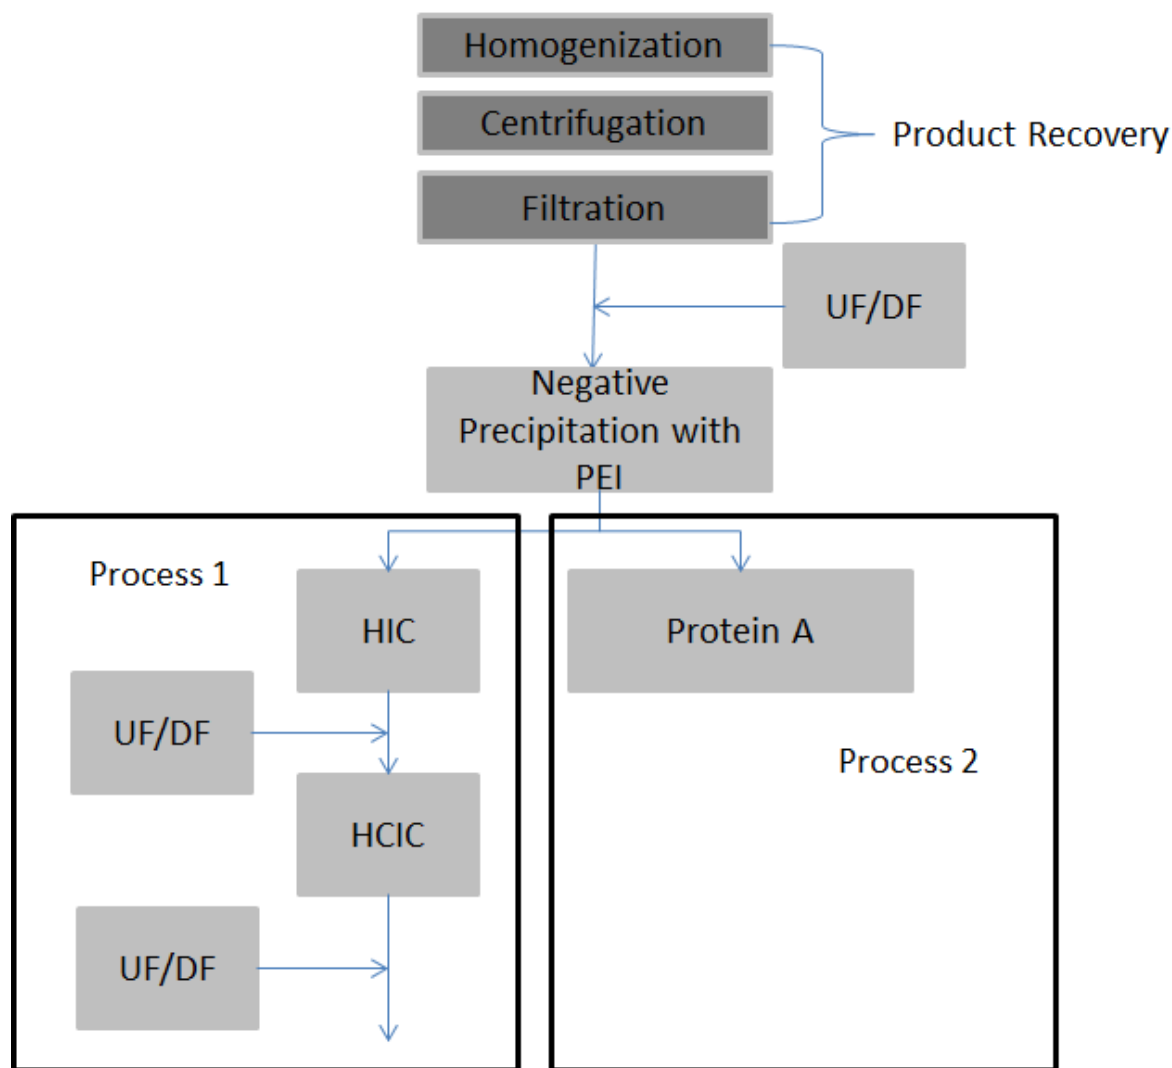 Homogenization
Centrifugation
Product Recovery
Filtration
UF/DF
Negative
Precipitation with
PEI
Process 1
HIC
Protein A
UF/DF
Process 2
HCIC
UF/DF